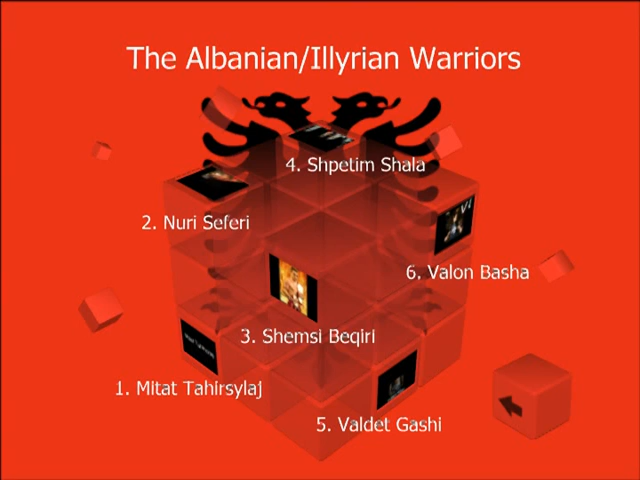 The Albanian/Illyrian Warriors
4. Shpetim Shala
2. Nuri Seferi
6. Valon Basha
3. Shemsi Beqiri
1. Mitat Tahirsylaj
5. Valdet Gashi